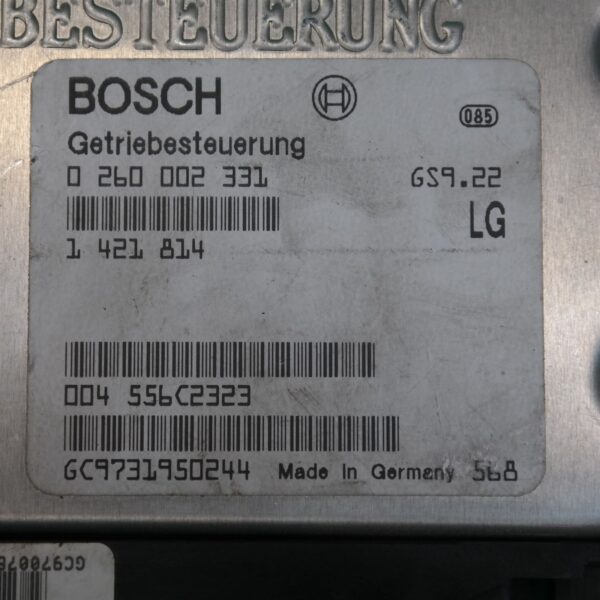 BESTEUERUNG
BOSCH
085
Getriebesteuerung
0 260 002 331 GS9.22
LG
1 421 814
004 556C2323
GC9731950244 Made in Germany 568